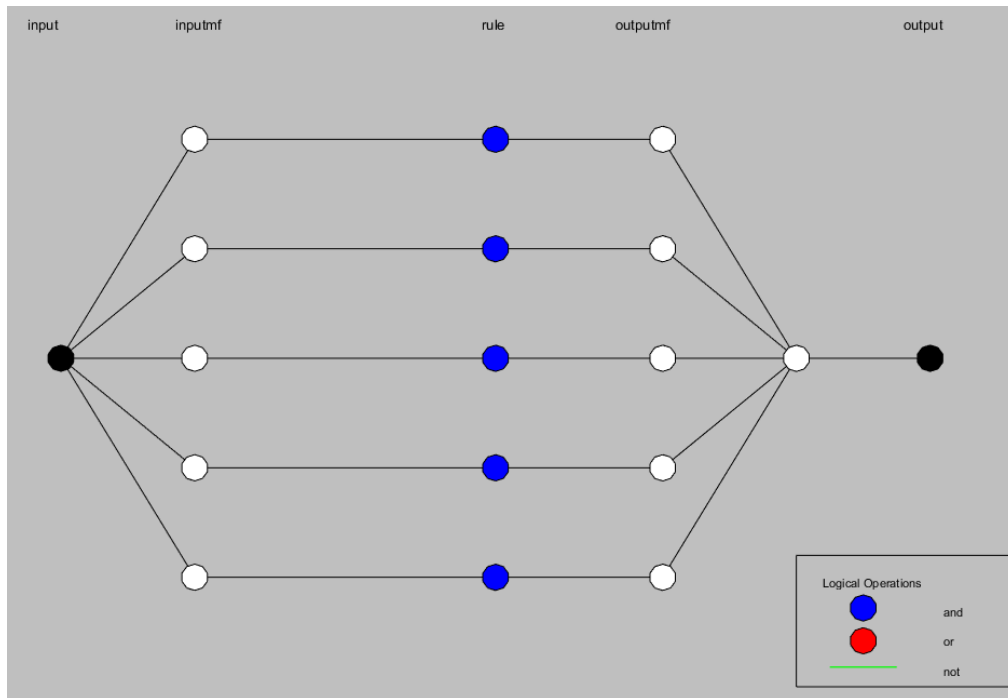 input inputmf rule outputmf output
Logical Operations
and
or
not